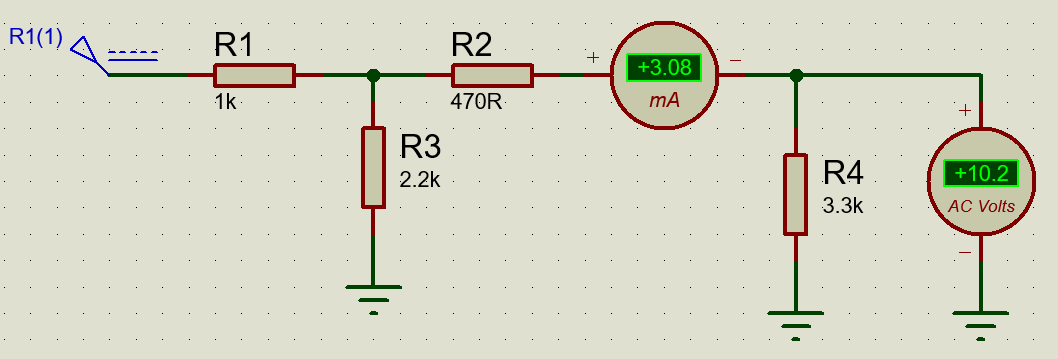 R1(1)
R1
1k
R2
470R
+
+3.08
mA
−
R3
2.2k
R4
3.3k
+
+10.2
AC Volts
−